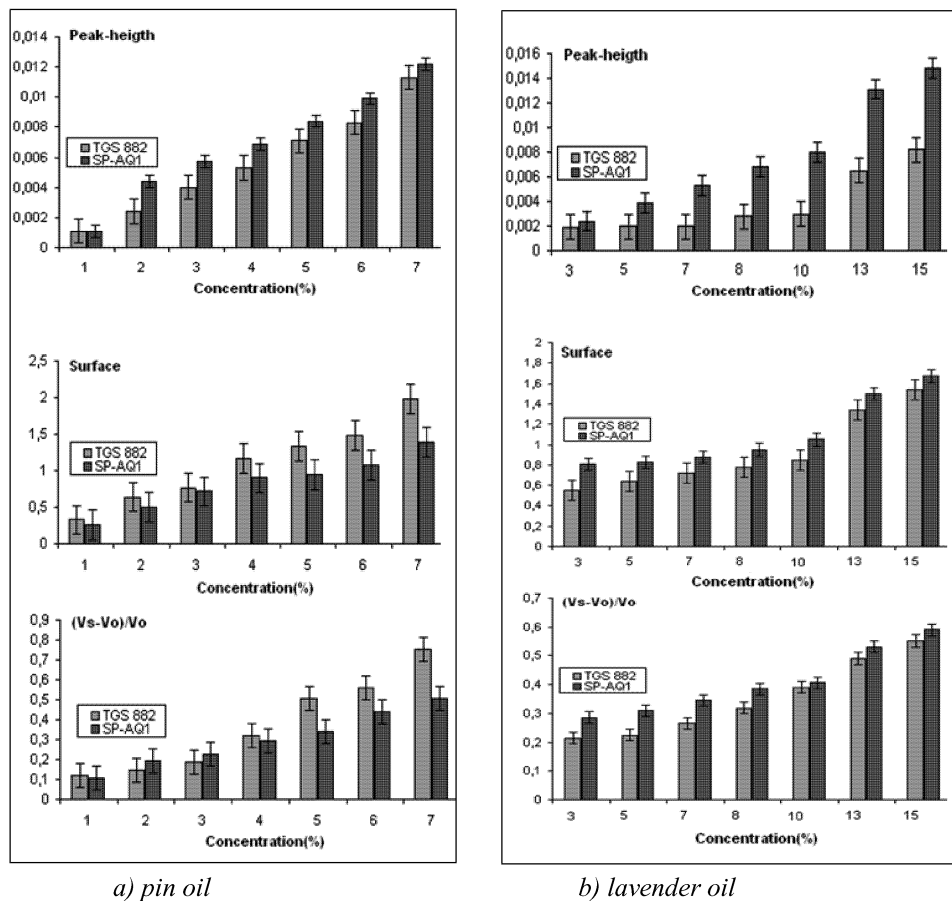 Peak-heigth
0,014
0,012
0,01
0,008
0,006
0,004
0,002
0
TGS 882
SP-AQ1
1 2 3 4 5 6 7
Concentration(%)
Surface
2,5
2
1,5
1
0,5
0
TGS 882
SP-AQ1
1 2 3 4 5 6 7
Concentration(%)
(Vs-Vo)/Vo
0,9
0,8
0,7
0,6
0,5
0,4
0,3
0,2
0,1
0
TGS 882
SP-AQ1
1 2 3 4 5 6 7
Concentration(%)
a) pin oil
Peak-heigth
0,016
0,014
0,012
0,01
0,008
0,006
0,004
0,002
0
TGS 882
SP-AQ1
3 5 7 8 10 13 15
Concentration(%)
Surface
2
1,8
1,6
1,4
1,2
1
0,8
0,6
0,4
0,2
0
TGS 882
SP-AQ1
3 5 7 8 10 13 15
Concentration(%)
(Vs-Vo)/Vo
0,7
0,6
0,5
0,4
0,3
0,2
0,1
0
TGS 882
SP-AQ1
3 5 7 8 10 13 15
Concentration(%)
b) lavender oil